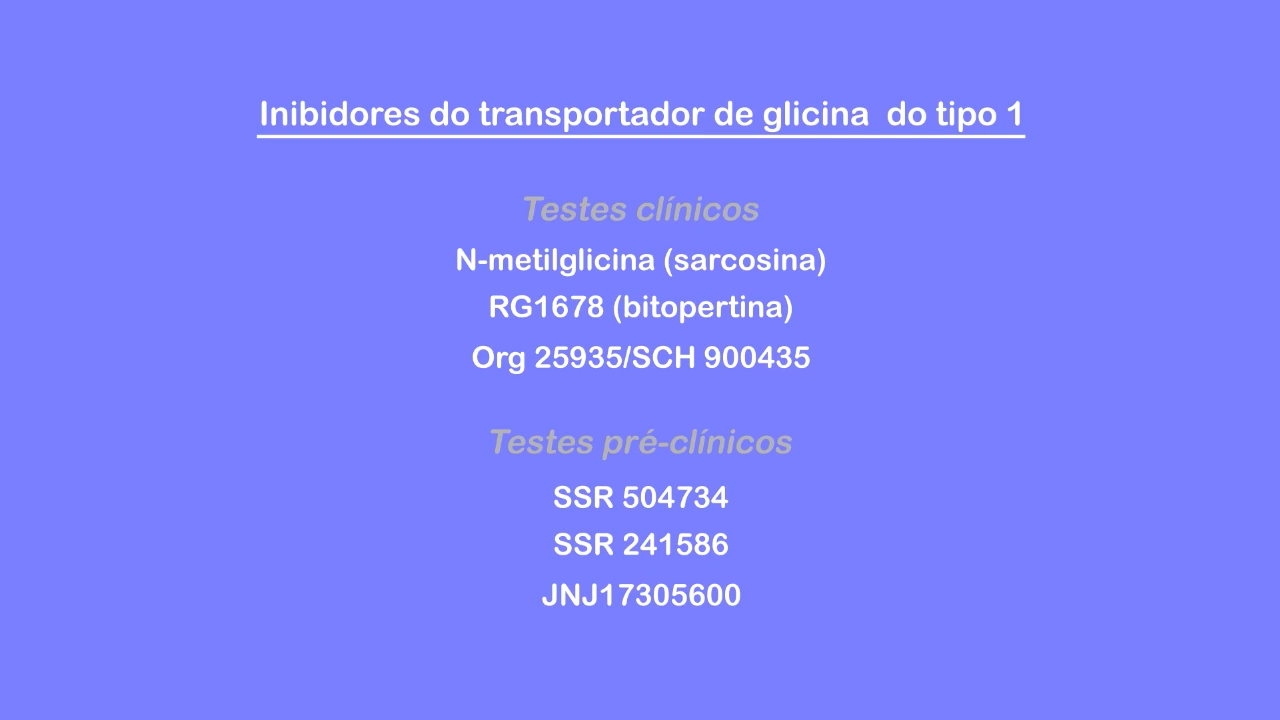 Inibidores do transportador de glicina  do tipo 1
Testes clínicos
N-metilglicina (sarcosina)
RG1678 (bitopertina)
Org 25935/SCH 900435
Testes pré-clínicos
SSR 504734
SSR 241586
JNJ17305600